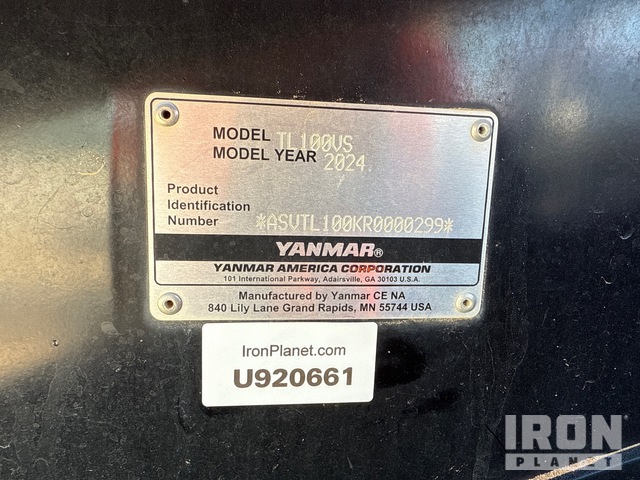 MODEL TL100VS
MODEL YEAR 2024
Product
Identification
Number *ASVTL100KR0000299*
YANMAR®
YANMAR AMERICA CORPORATION
101 International Parkway, Adairsville, GA 30103 U.S.A.
Manufactured by Yanmar CE NA
840 Lily Lane Grand Rapids, MN 55744 USA
IronPlanet.com
U920661
IRON
PLANET